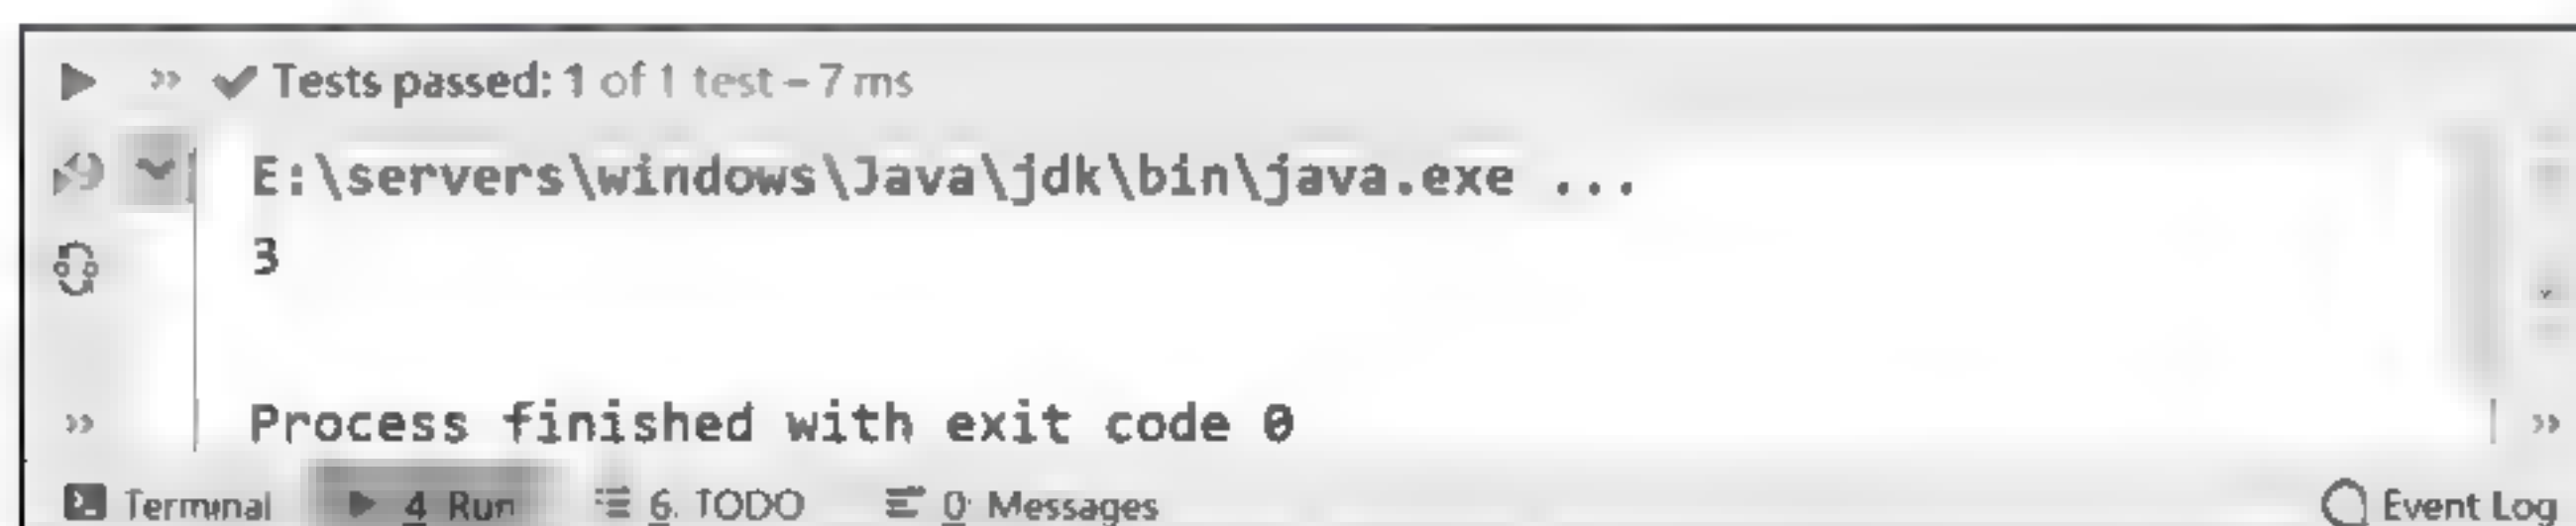 Tests passed: 1 of 1 test – 7 ms
E:\servers\windows\Java\jdk\bin\java.exe ...
3
Process finished with exit code 0
Terminal 4 Run 6. TODO 0: Messages Event Log